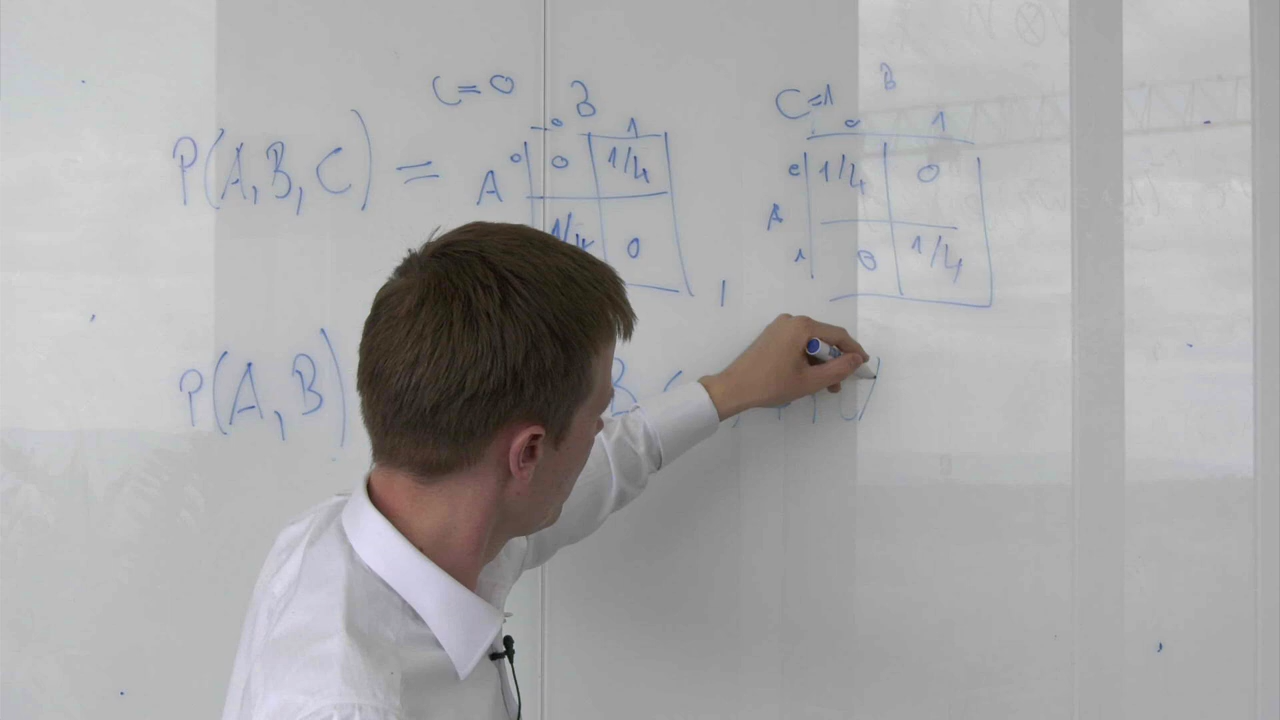 C=0 B C=1 B
0 1 0 1
P(A,B,C) = A 0 0 1/4 0 1/4 0
1/4 0 , A 1 0 1/4
P(A,B) B